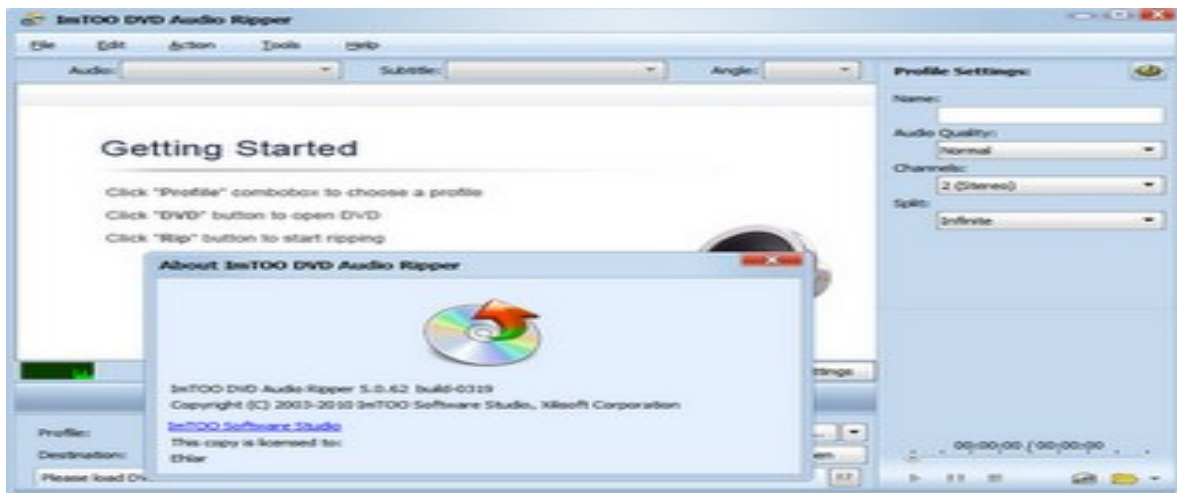 ImTOO DVD Audio Ripper
File Edit Action Tools Help
Audio: Subtitle: Angle:
Profile Settings:
Name:
Audio Quality:
Normal
Channels:
2 (Stereo)
Split:
Infinite
Getting Started
Click "Profile" combobox to choose a profile
Click "DVD" button to open DVD
Click "Rip" button to start ripping
About ImTOO DVD Audio Ripper
ImTOO DVD Audio Ripper 5.0.62 build-0319
Copyright (C) 2003-2010 ImTOO Software Studio, Xilisoft Corporation
ImTOO Software Studio
This copy is licensed to:
Profile:
Destination:
Please load
00:00:00 / 00:00:00